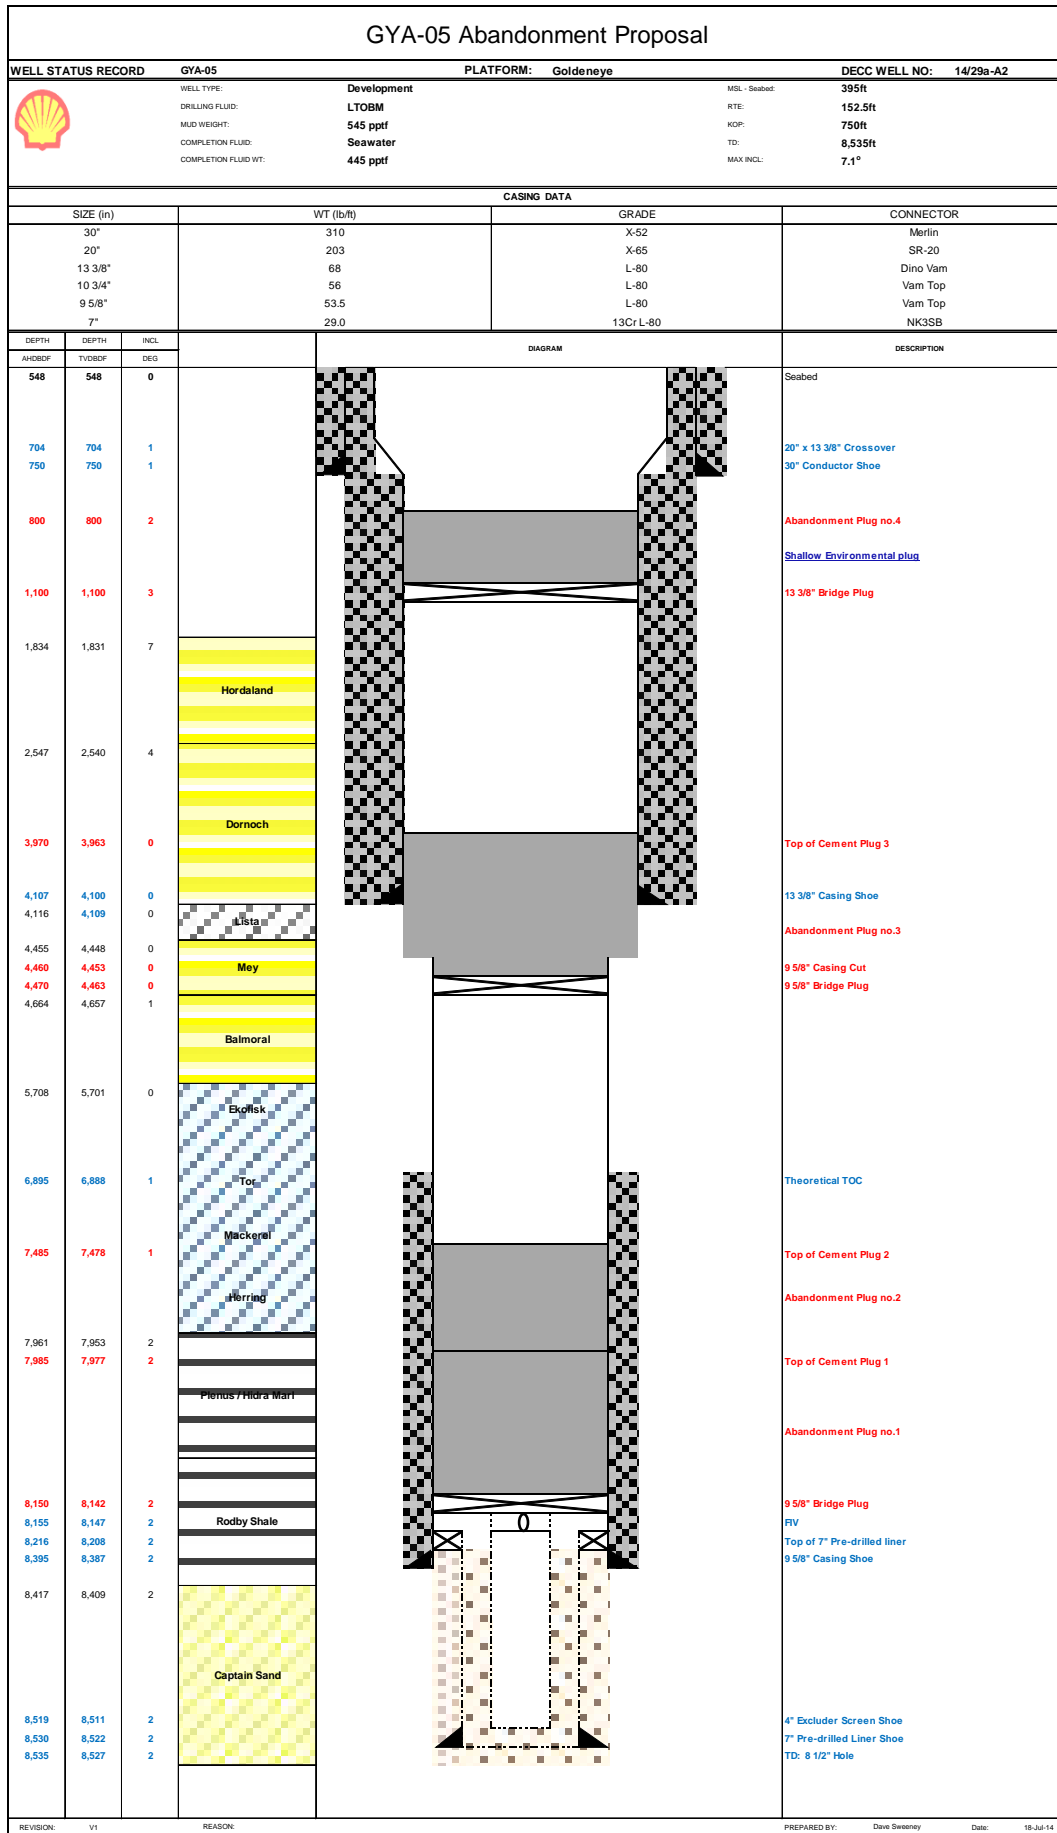 GYA-05 Abandonment Proposal
WELL STATUS RECORD GYA-05 PLATFORM: Goldeneye DECC WELL NO: 14/29a-A2
WELL TYPE: Development MSL - Seabed: 395ft
DRILLING FLUID: LTOBM RTE: 152.5ft
MUD WEIGHT: 545 pptf KOP: 750ft
COMPLETION FLUID: Seawater TD: 8,535ft
COMPLETION FLUID WT: 445 pptf MAX INCL: 7.1°
CASING DATA
SIZE (in) WT (lb/ft) GRADE CONNECTOR
30" 310 X-52 Merlin
20" 203 X-65 SR-20
13 3/8" 68 L-80 Dino Vam
10 3/4" 56 L-80 Vam Top
9 5/8" 53.5 L-80 Vam Top
7" 29.0 13Cr L-80 NK3SB
DEPTH DEPTH INCL DIAGRAM DESCRIPTION
AHDBDF TVDBDF DEG
548 548 0 Seabed
704 704 1 20" x 13 3/8" Crossover
750 750 1 30" Conductor Shoe
800 800 2 Abandonment Plug no.4
Shallow Environmental plug
1,100 1,100 3 13 3/8" Bridge Plug
1,834 1,831 7
Hordaland
2,547 2,540 4
Dornoch
3,970 3,963 0 Top of Cement Plug 3
4,107 4,100 0 13 3/8" Casing Shoe
4,116 4,109 0
Lista
Abandonment Plug no.3
4,455 4,448 0
4,460 4,453 0 Mey 9 5/8" Casing Cut
4,470 4,463 0 9 5/8" Bridge Plug
4,664 4,657 1
Balmoral
5,708 5,701 0
Ekofisk
6,895 6,888 1 Tor Theoretical TOC
Mackerel
7,485 7,478 1 Top of Cement Plug 2
Herring Abandonment Plug no.2
7,961 7,953 2
7,985 7,977 2 Top of Cement Plug 1
Plenus / Hidra Marl
Abandonment Plug no.1
8,150 8,142 2 9 5/8" Bridge Plug
8,155 8,147 2 Rodby Shale FIV
8,216 8,208 2 Top of 7" Pre-drilled liner
8,395 8,387 2 9 5/8" Casing Shoe
8,417 8,409 2
Captain Sand
8,519 8,511 2 4" Excluder Screen Shoe
8,530 8,522 2 7" Pre-drilled Liner Shoe
8,535 8,527 2 TD: 8 1/2" Hole
REVISION: V1 REASON: PREPARED BY: Dave Sweeney Date: 18-Jul-14